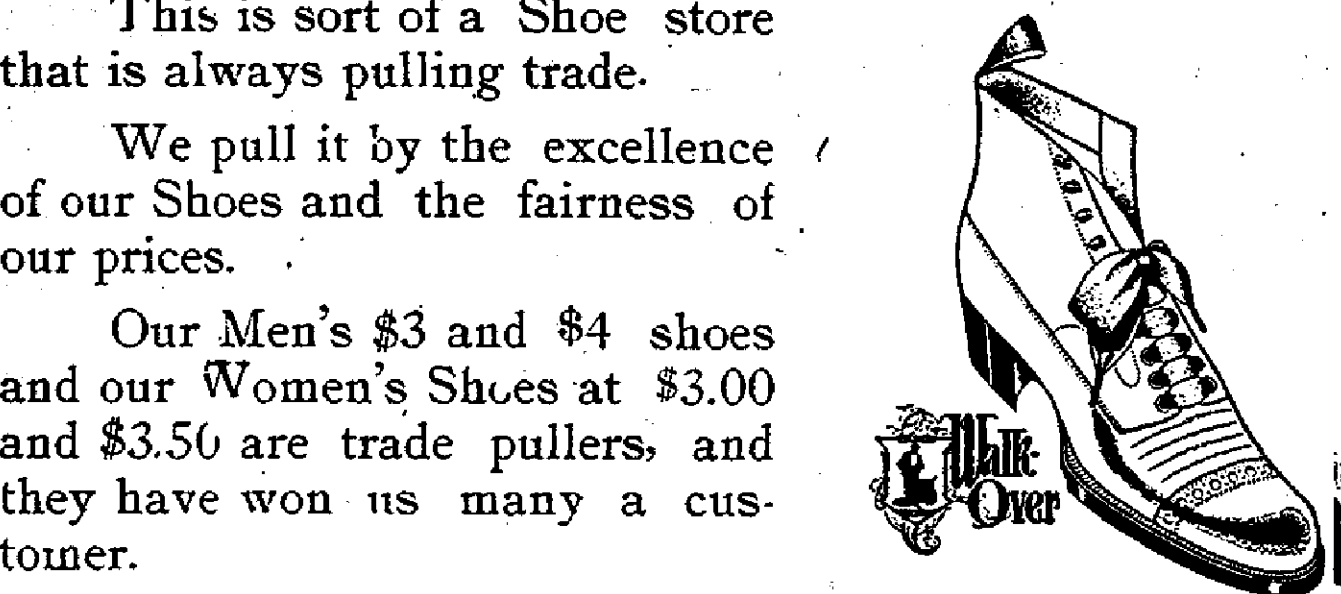 This is sort of a Shoe store
that is always pulling trade.
We pull it by the excellence
of our Shoes and the fairness of
our prices.
Our Men's $3 and $4 shoes
and our Women's Shoes at $3.00
and $3.50 are trade pullers, and
they have won us many a cus-
tomer.
Walk-
Over